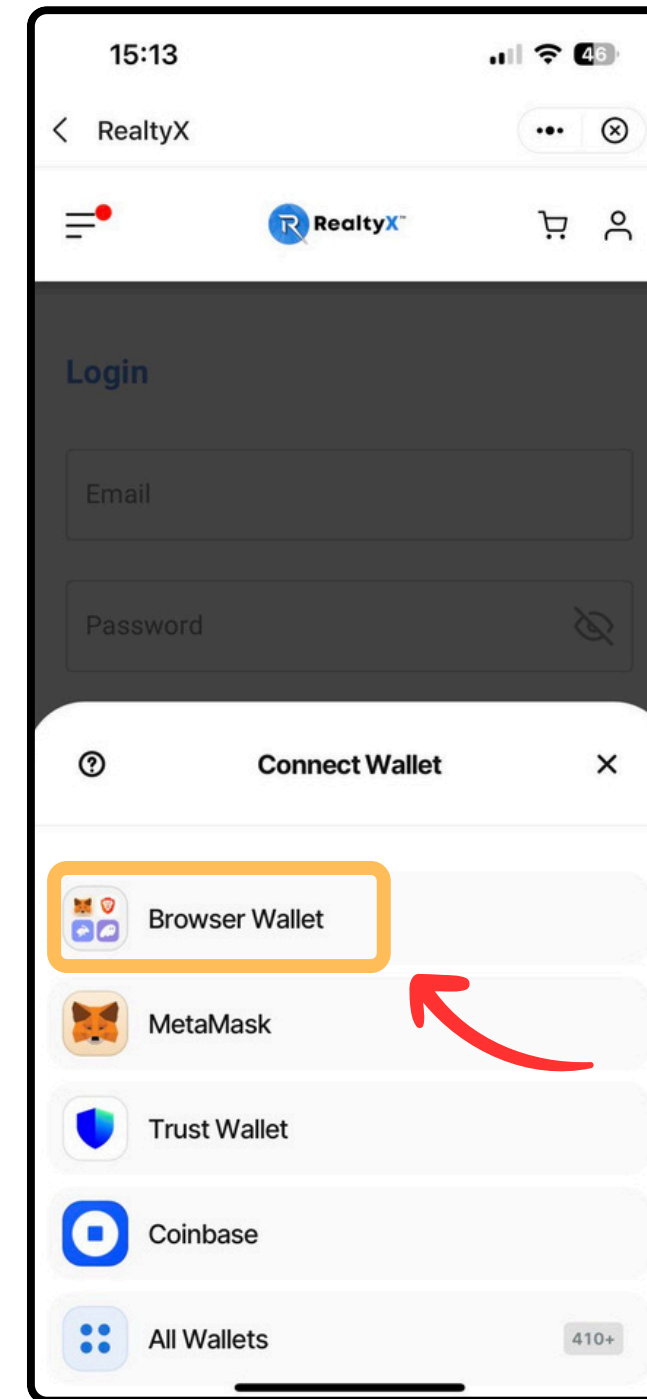 15:13
46
RealtyX
RealtyX™
Login
Email
Password
Connect Wallet
Browser Wallet
MetaMask
Trust Wallet
Coinbase
All Wallets
410+